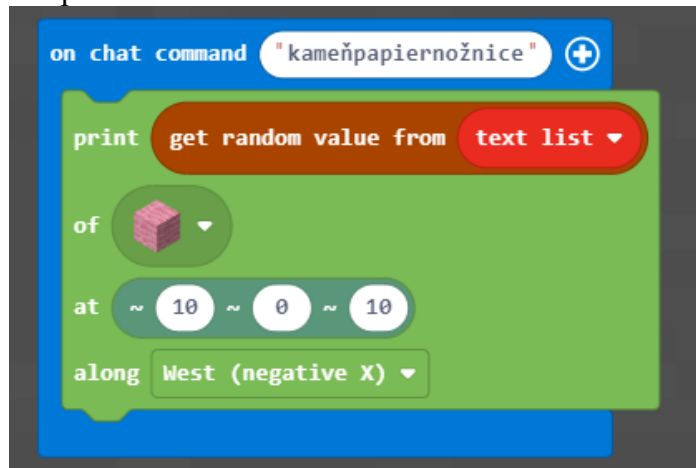 on chat command "kameňpapiernožnice"
print get random value from text list
of
at ~ 10 ~ 0 ~ 10
along West (negative X)